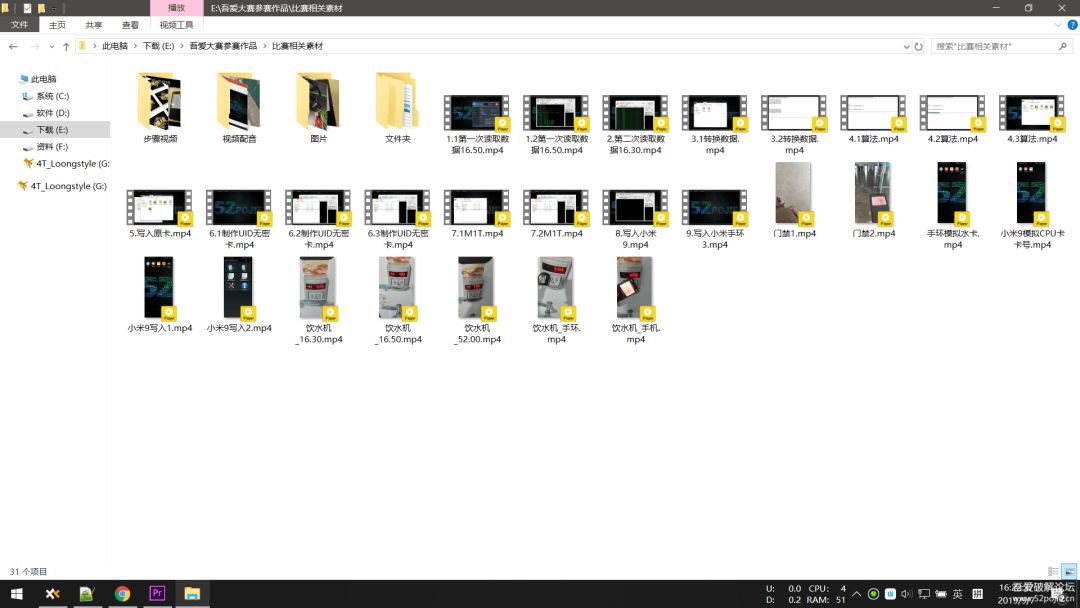 播放
E:\吾爱大赛参赛作品\比赛相关素材
文件
主页
共享
查看
视频工具
此电脑 > 下载 (E:) > 吾爱大赛参赛作品 > 比赛相关素材
搜索"比赛相关素材"
此电脑
系统 (C:)
软件 (D:)
下载 (E:)
资料 (F:)
4T_Loongstyle (G:
4T_Loongstyle (G:)
步骤视频
视频配音
图片
文件夹
1.1第一次读取数
据16.50.mp4
1.2第一次读取数
据16.50.mp4
2.第二次读取数
据16.30.mp4
3.1转换数据.
mp4
3.2转换数据.
mp4
4.1算法.mp4
4.2算法.mp4
4.3算法.mp4
5.写入原卡.mp4
6.1制作UID无密
卡.mp4
6.2制作UID无密
卡.mp4
6.3制作UID无密
卡.mp4
7.1M1T.mp4
7.2M1T.mp4
8.写入小米
9.mp4
9.写入小米手环
3.mp4
门禁1.mp4
门禁2.mp4
手环模拟水卡.
mp4
小米9模拟CPU卡
卡号.mp4
小米9写入1.mp4
小米9写入2.mp4
饮水机
_16.30.mp4
饮水机
_16.50.mp4
饮水机
_52.00.mp4
饮水机_手环.
mp4
饮水机_手机.
mp4
31 个项目
U: 0.0 CPU: 4
D: 0.2 RAM: 51
英
拼
吾爱破解论坛
www.52pojie.cn